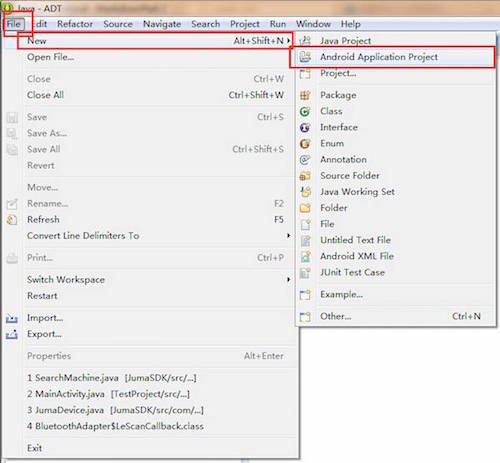 Java - ADT
File Edit Refactor Source Navigate Search Project Run Window Help
New Alt+Shift+N
Open File...
Close Ctrl+W
Close All Ctrl+Shift+W
Save Ctrl+S
Save As...
Save All Ctrl+Shift+S
Revert
Move...
Rename... F2
Refresh F5
Convert Line Delimiters To
Print... Ctrl+P
Switch Workspace
Restart
Import...
Export...
Properties Alt+Enter
1 SearchMachine.java [JumaSDK/src/...]
2 MainActivity.java [TestProject/src/...]
3 JumaDevice.java [JumaSDK/src/com/...]
4 BluetoothAdapter$LeScanCallback.class
Exit
Java Project
Android Application Project
Project...
Package
Class
Interface
Enum
Annotation
Source Folder
Java Working Set
Folder
File
Untitled Text File
Android XML File
JUnit Test Case
Example...
Other... Ctrl+N